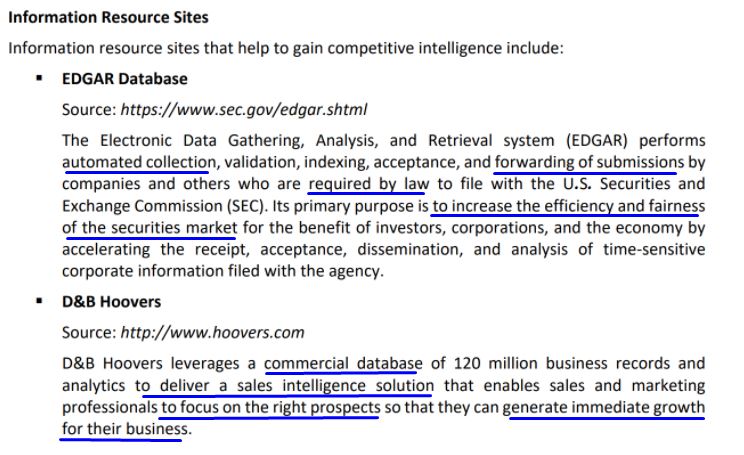 Information Resource Sites
Information resource sites that help to gain competitive intelligence include:
▪ EDGAR Database
Source: https://www.sec.gov/edgar.shtml
The Electronic Data Gathering, Analysis, and Retrieval system (EDGAR) performs
automated collection, validation, indexing, acceptance, and forwarding of submissions by
companies and others who are required by law to file with the U.S. Securities and
Exchange Commission (SEC). Its primary purpose is to increase the efficiency and fairness
of the securities market for the benefit of investors, corporations, and the economy by
accelerating the receipt, acceptance, dissemination, and analysis of time-sensitive
corporate information filed with the agency.
▪ D&B Hoovers
Source: http://www.hoovers.com
D&B Hoovers leverages a commercial database of 120 million business records and
analytics to deliver a sales intelligence solution that enables sales and marketing
professionals to focus on the right prospects so that they can generate immediate growth
for their business.